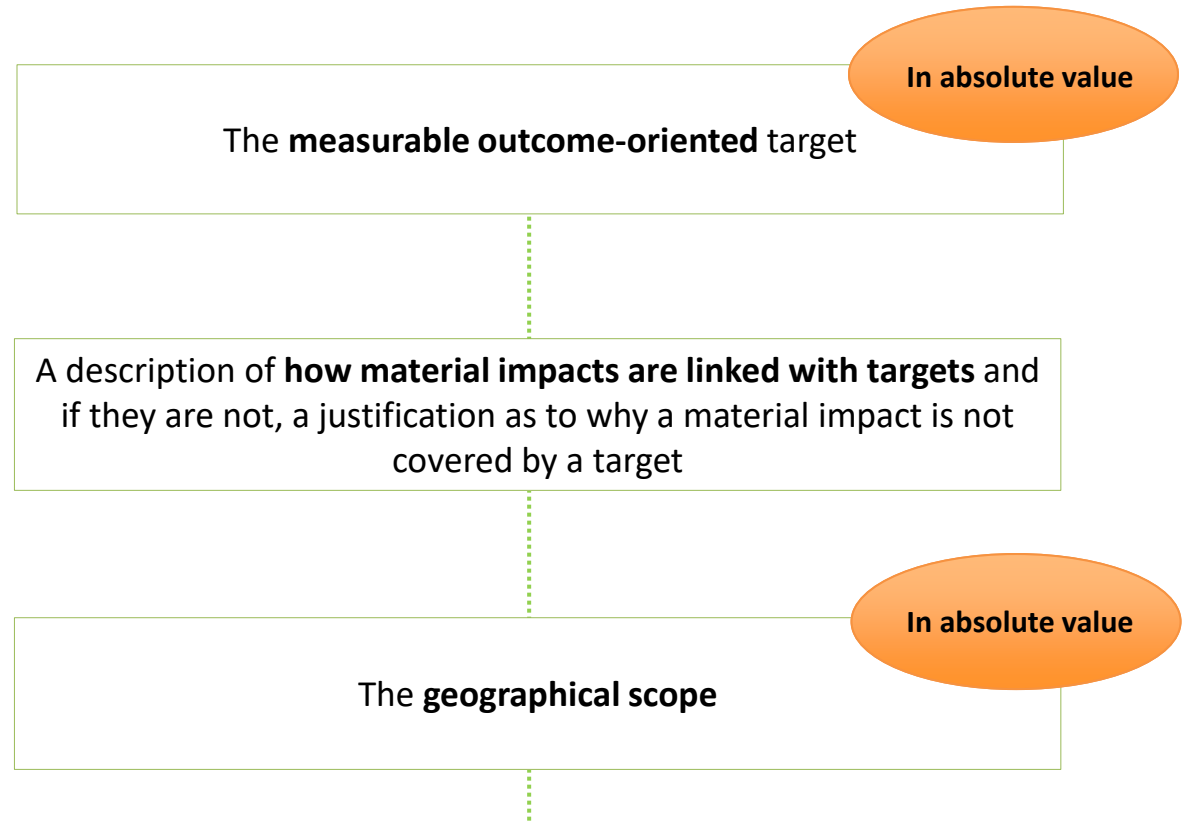 In absolute value
The measurable outcome-oriented target
A description of how material impacts are linked with targets and
if they are not, a justification as to why a material impact is not
covered by a target
In absolute value
The geographical scope